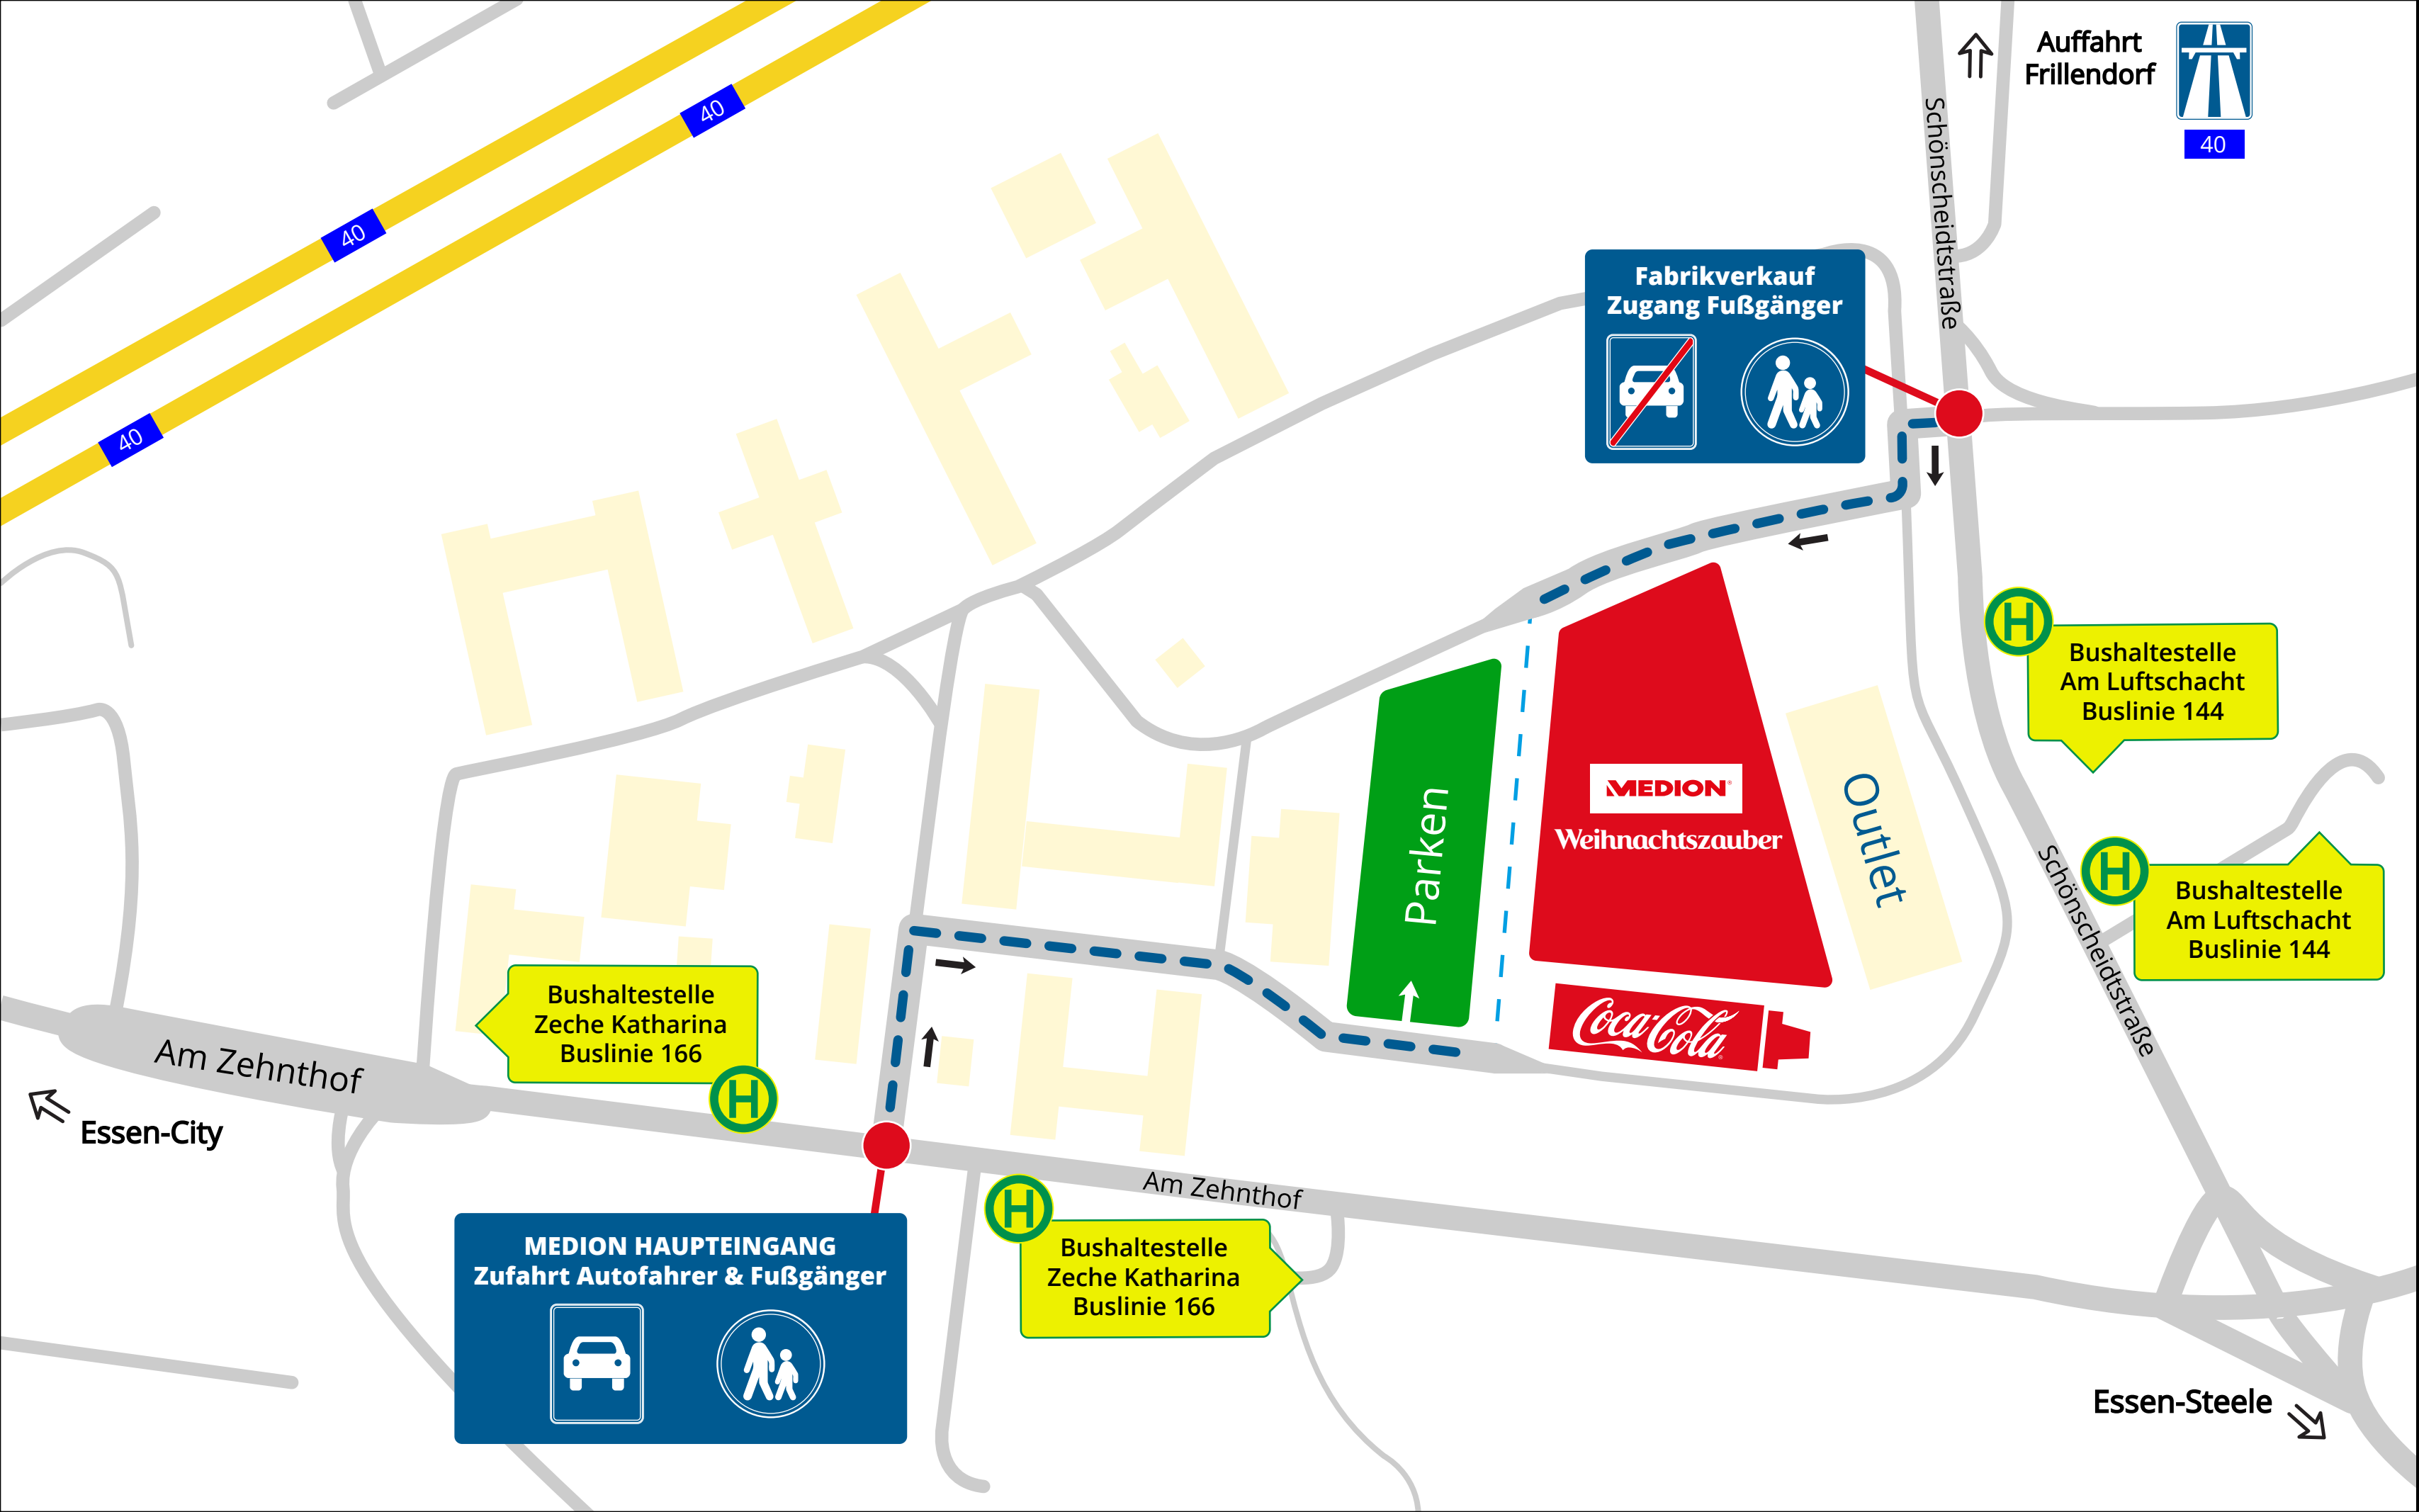 Auffahrt
Frillendorf
40
40
40
40
Schönscheidtstraße
Fabrikverkauf
Zugang Fußgänger
H
Bushaltestelle
Am Luftschacht
Buslinie 144
Parken
MEDION®
Weihnachtszauber
Outlet
H
Bushaltestelle
Am Luftschacht
Buslinie 144
Schönscheidtstraße
Coca-Cola
Bushaltestelle
Zeche Katharina
Buslinie 166
H
Am Zehnthof
Essen-City
Am Zehnthof
H
Bushaltestelle
Zeche Katharina
Buslinie 166
MEDION HAUPTEINGANG
Zufahrt Autofahrer & Fußgänger
Essen-Steele